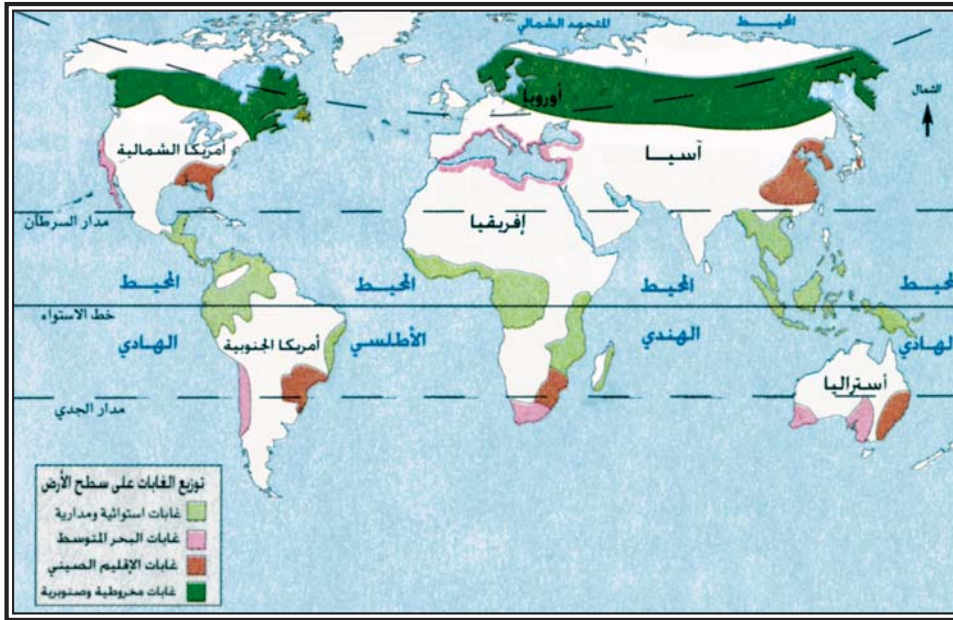 المتجمد الشمالي
المحيط
الشمال
أوروبا
آسيا
أمريكا الشمالية
مدار السرطان
إفريقيا
المحيط
المحيط
المحيط
المحيط
خط الاستواء
الهادي
أمريكا الجنوبية
الأطلسي
الهندي
الهادي
أستراليا
مدار الجدي
توزيع الغابات على سطح الأرض
غابات استوائية ومدارية
غابات البحر المتوسط
غابات الإقليم الصيني
غابات مخروطية وصنوبرية